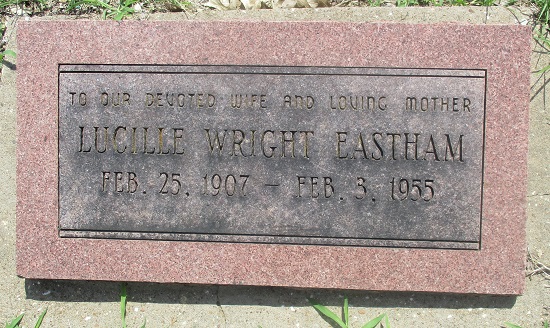 TO OUR DEVOTED WIFE AND LOVING MOTHER
LUCILLE WRIGHT EASTHAM
FEB. 25, 1907 – FEB. 3, 1955